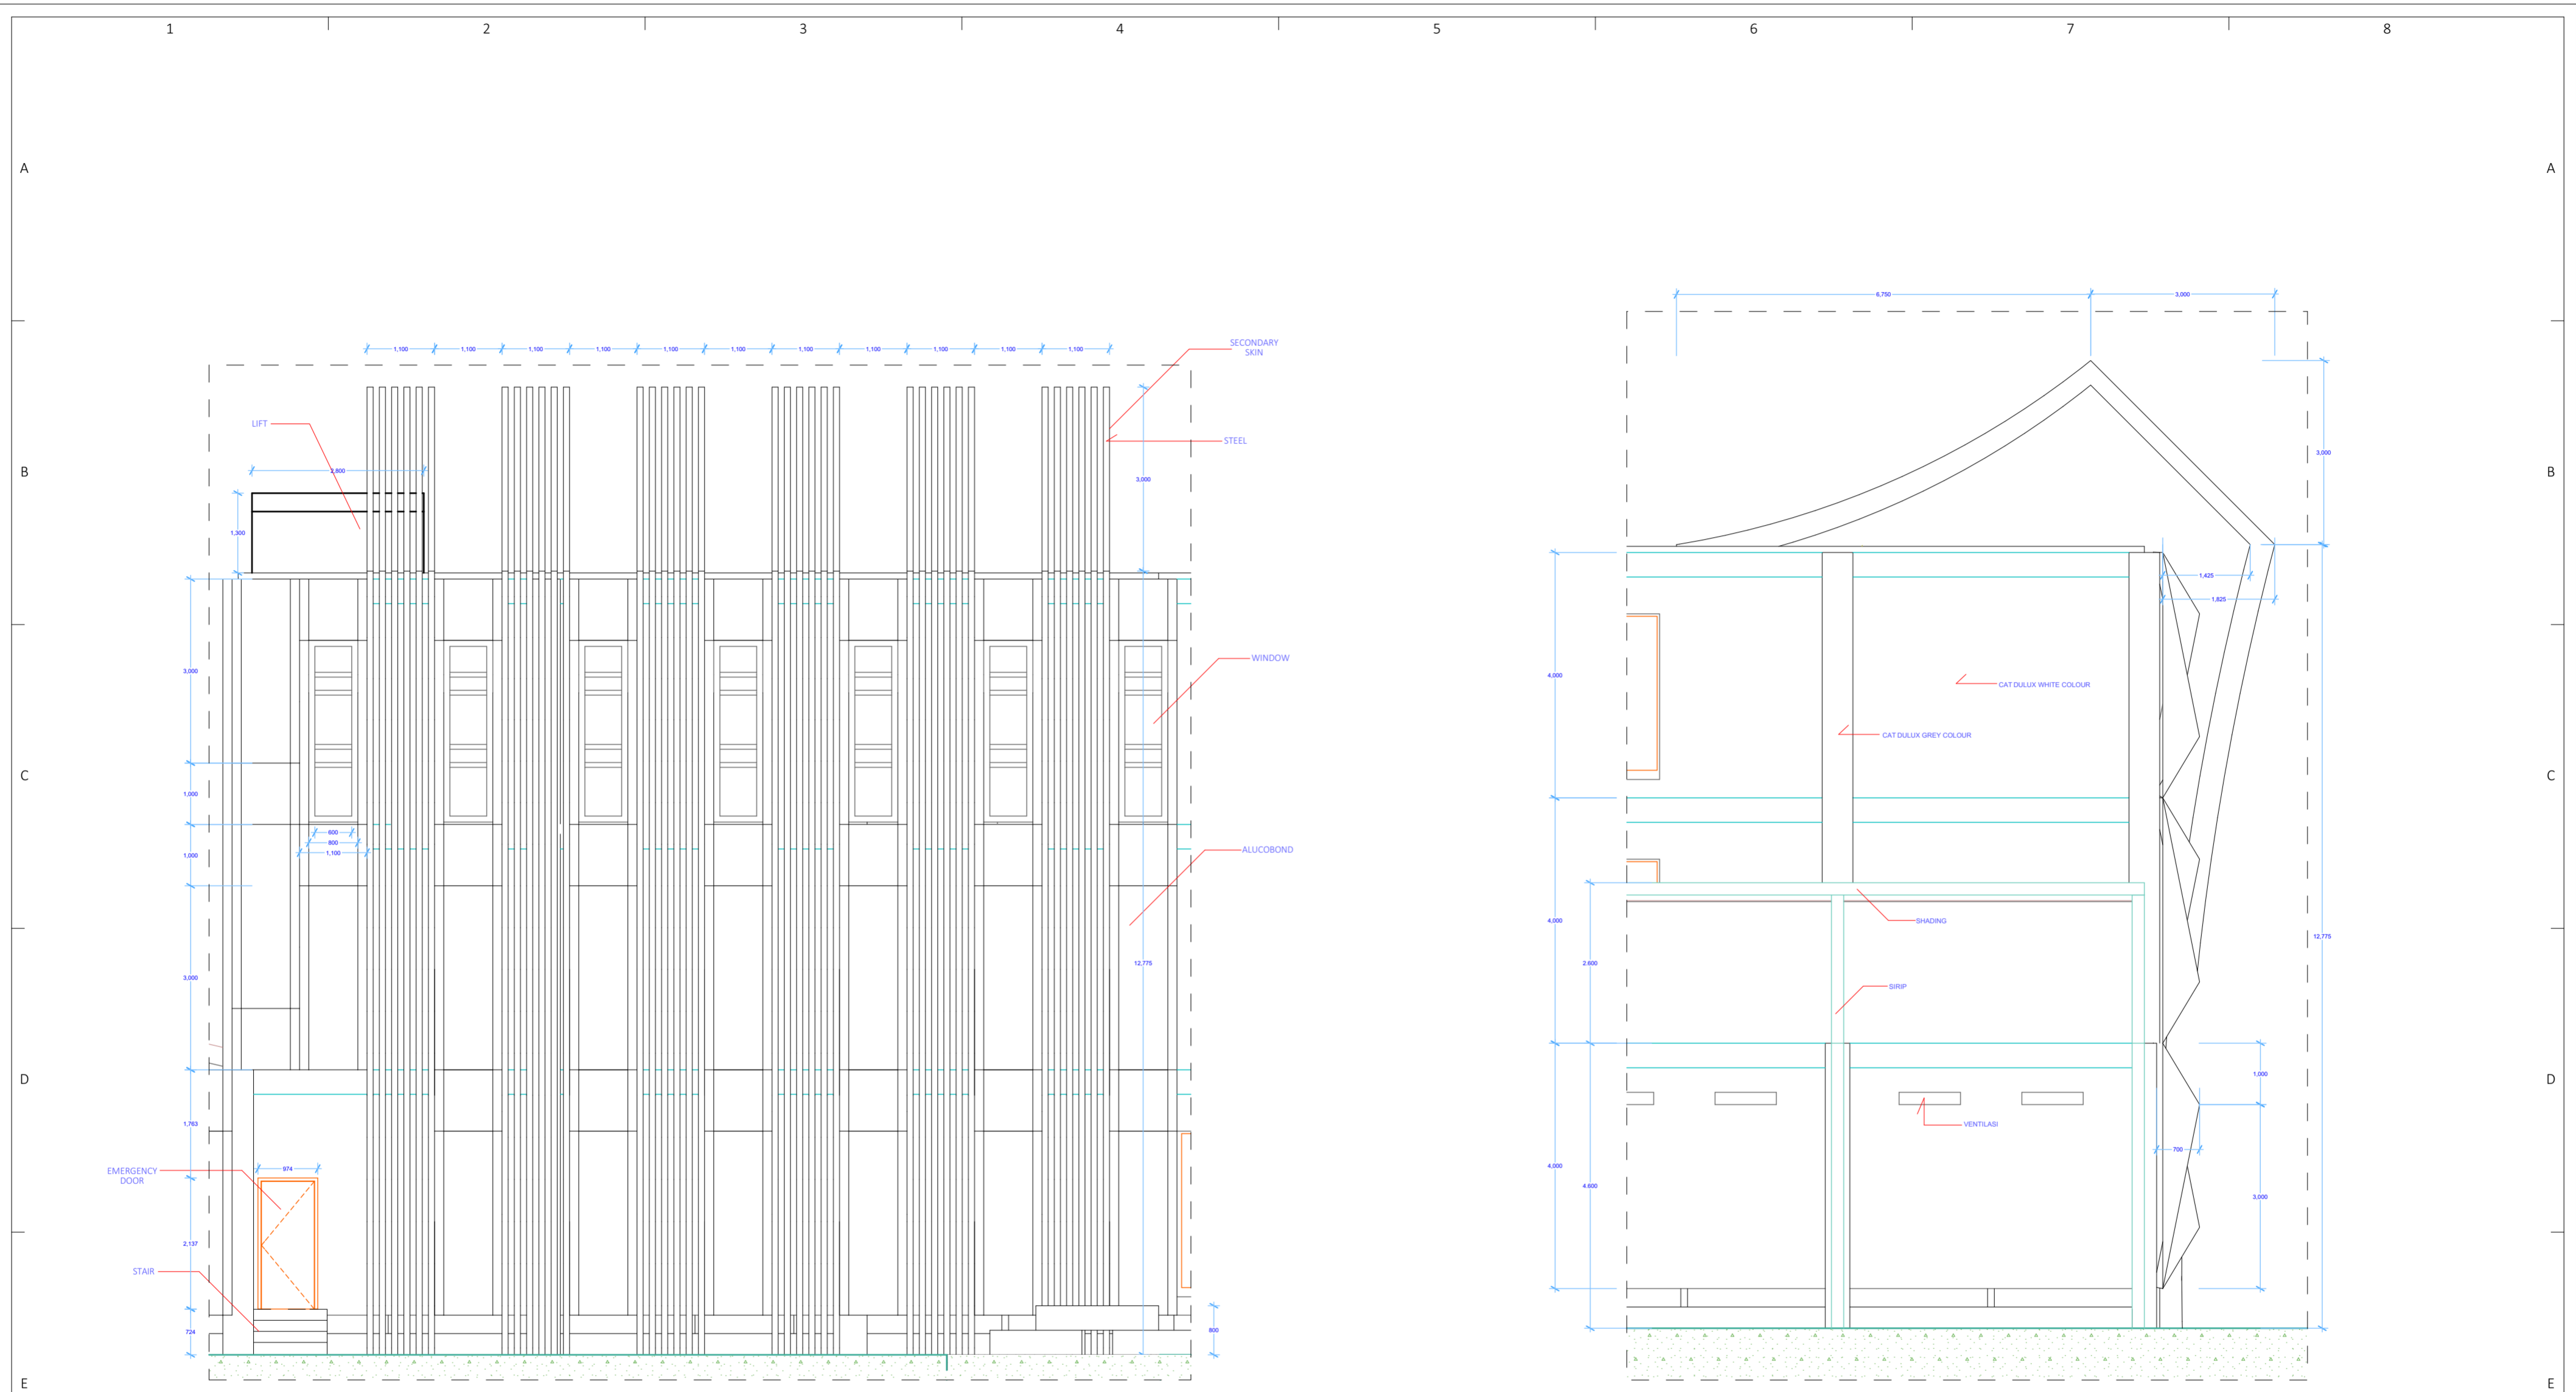 1 2 3 4 5 6 7 8
A A
6,750 3,000
SECONDARY
SKIN
1,100 1,100 1,100 1,100 1,100 1,100 1,100 1,100 1,100 1,100 1,100
LIFT
STEEL
B B
2,800
3,000
3,000
1,300
1,425
1,825
WINDOW
3,000
4,000
CAT DULUX WHITE COLOUR
CAT DULUX GREY COLOUR
C C
1,000
600
800
1,100
1,000
ALUCOBOND
4,000
SHADING
12,775
12,775
2.600
3,000
SIRIP
D D
1,000
1,763
VENTILASI
700
974
EMERGENCY
DOOR
4,000
4.600
3,000
2,137
STAIR
724
800
E E